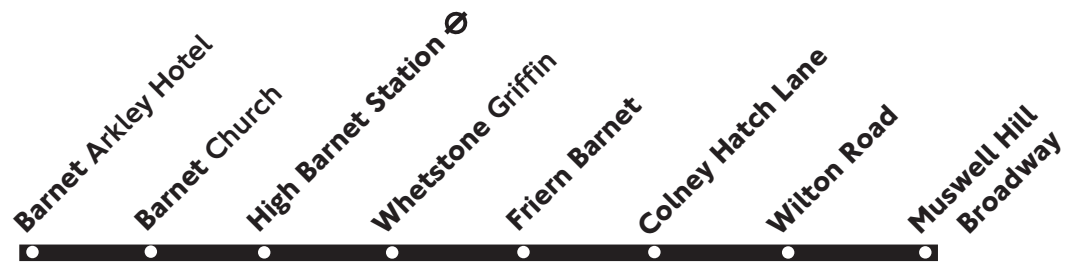 Barnet Arkley Hotel
Barnet Church
High Barnet Station
Whetstone Griffin
Friern Barnet
Colney Hatch Lane
Wilton Road
Muswell Hill
Broadway